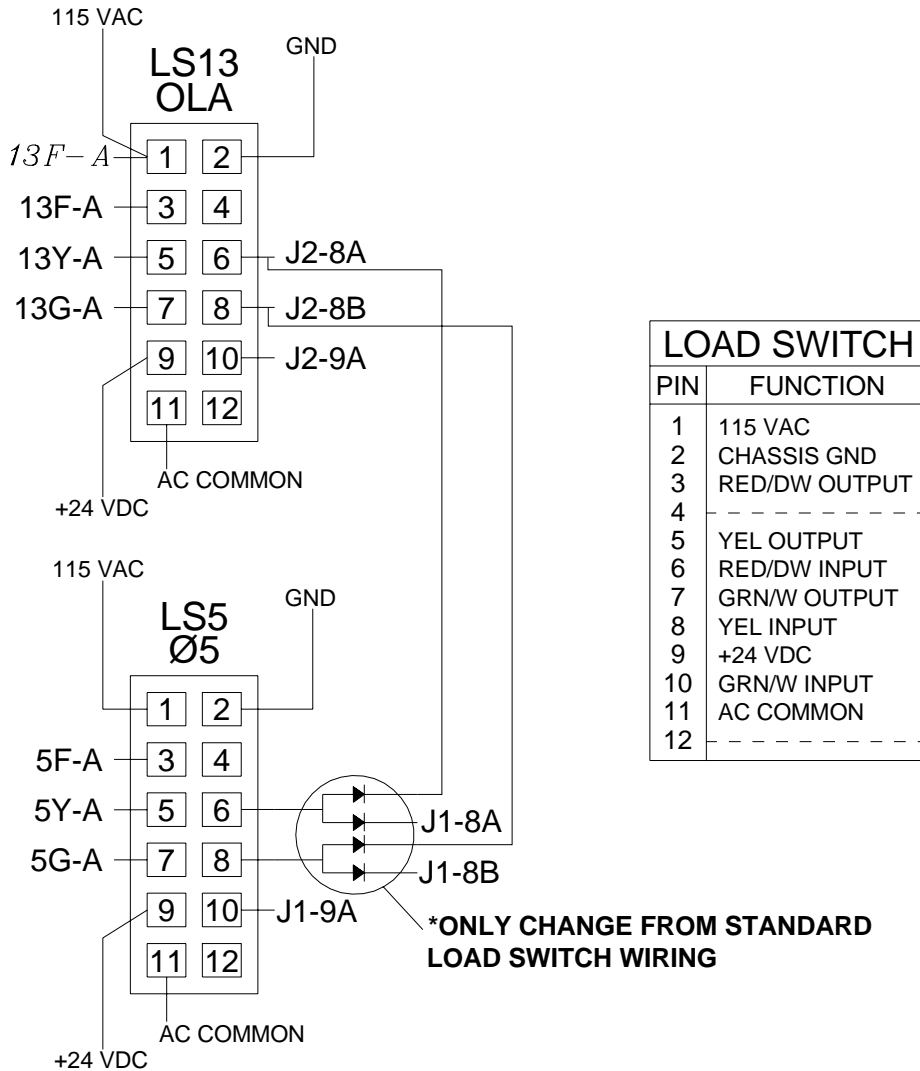 115 VAC
GND
LS13
OLA
13F-A
1 2
13F-A 3 4
13Y-A 5 6 J2-8A
13G-A 7 8 J2-8B
9 10 J2-9A
11 12
AC COMMON
+24 VDC
115 VAC
GND
LS5
Ø5
1 2
5F-A 3 4
5Y-A 5 6
J1-8A
5G-A 7 8
J1-8B
9 10 J1-9A
11 12
*ONLY CHANGE FROM STANDARD
LOAD SWITCH WIRING
AC COMMON
+24 VDC
LOAD SWITCH
PIN FUNCTION
1 115 VAC
2 CHASSIS GND
3 RED/DW OUTPUT
4
5 YEL OUTPUT
6 RED/DW INPUT
7 GRN/W OUTPUT
8 YEL INPUT
9 +24 VDC
10 GRN/W INPUT
11 AC COMMON
12